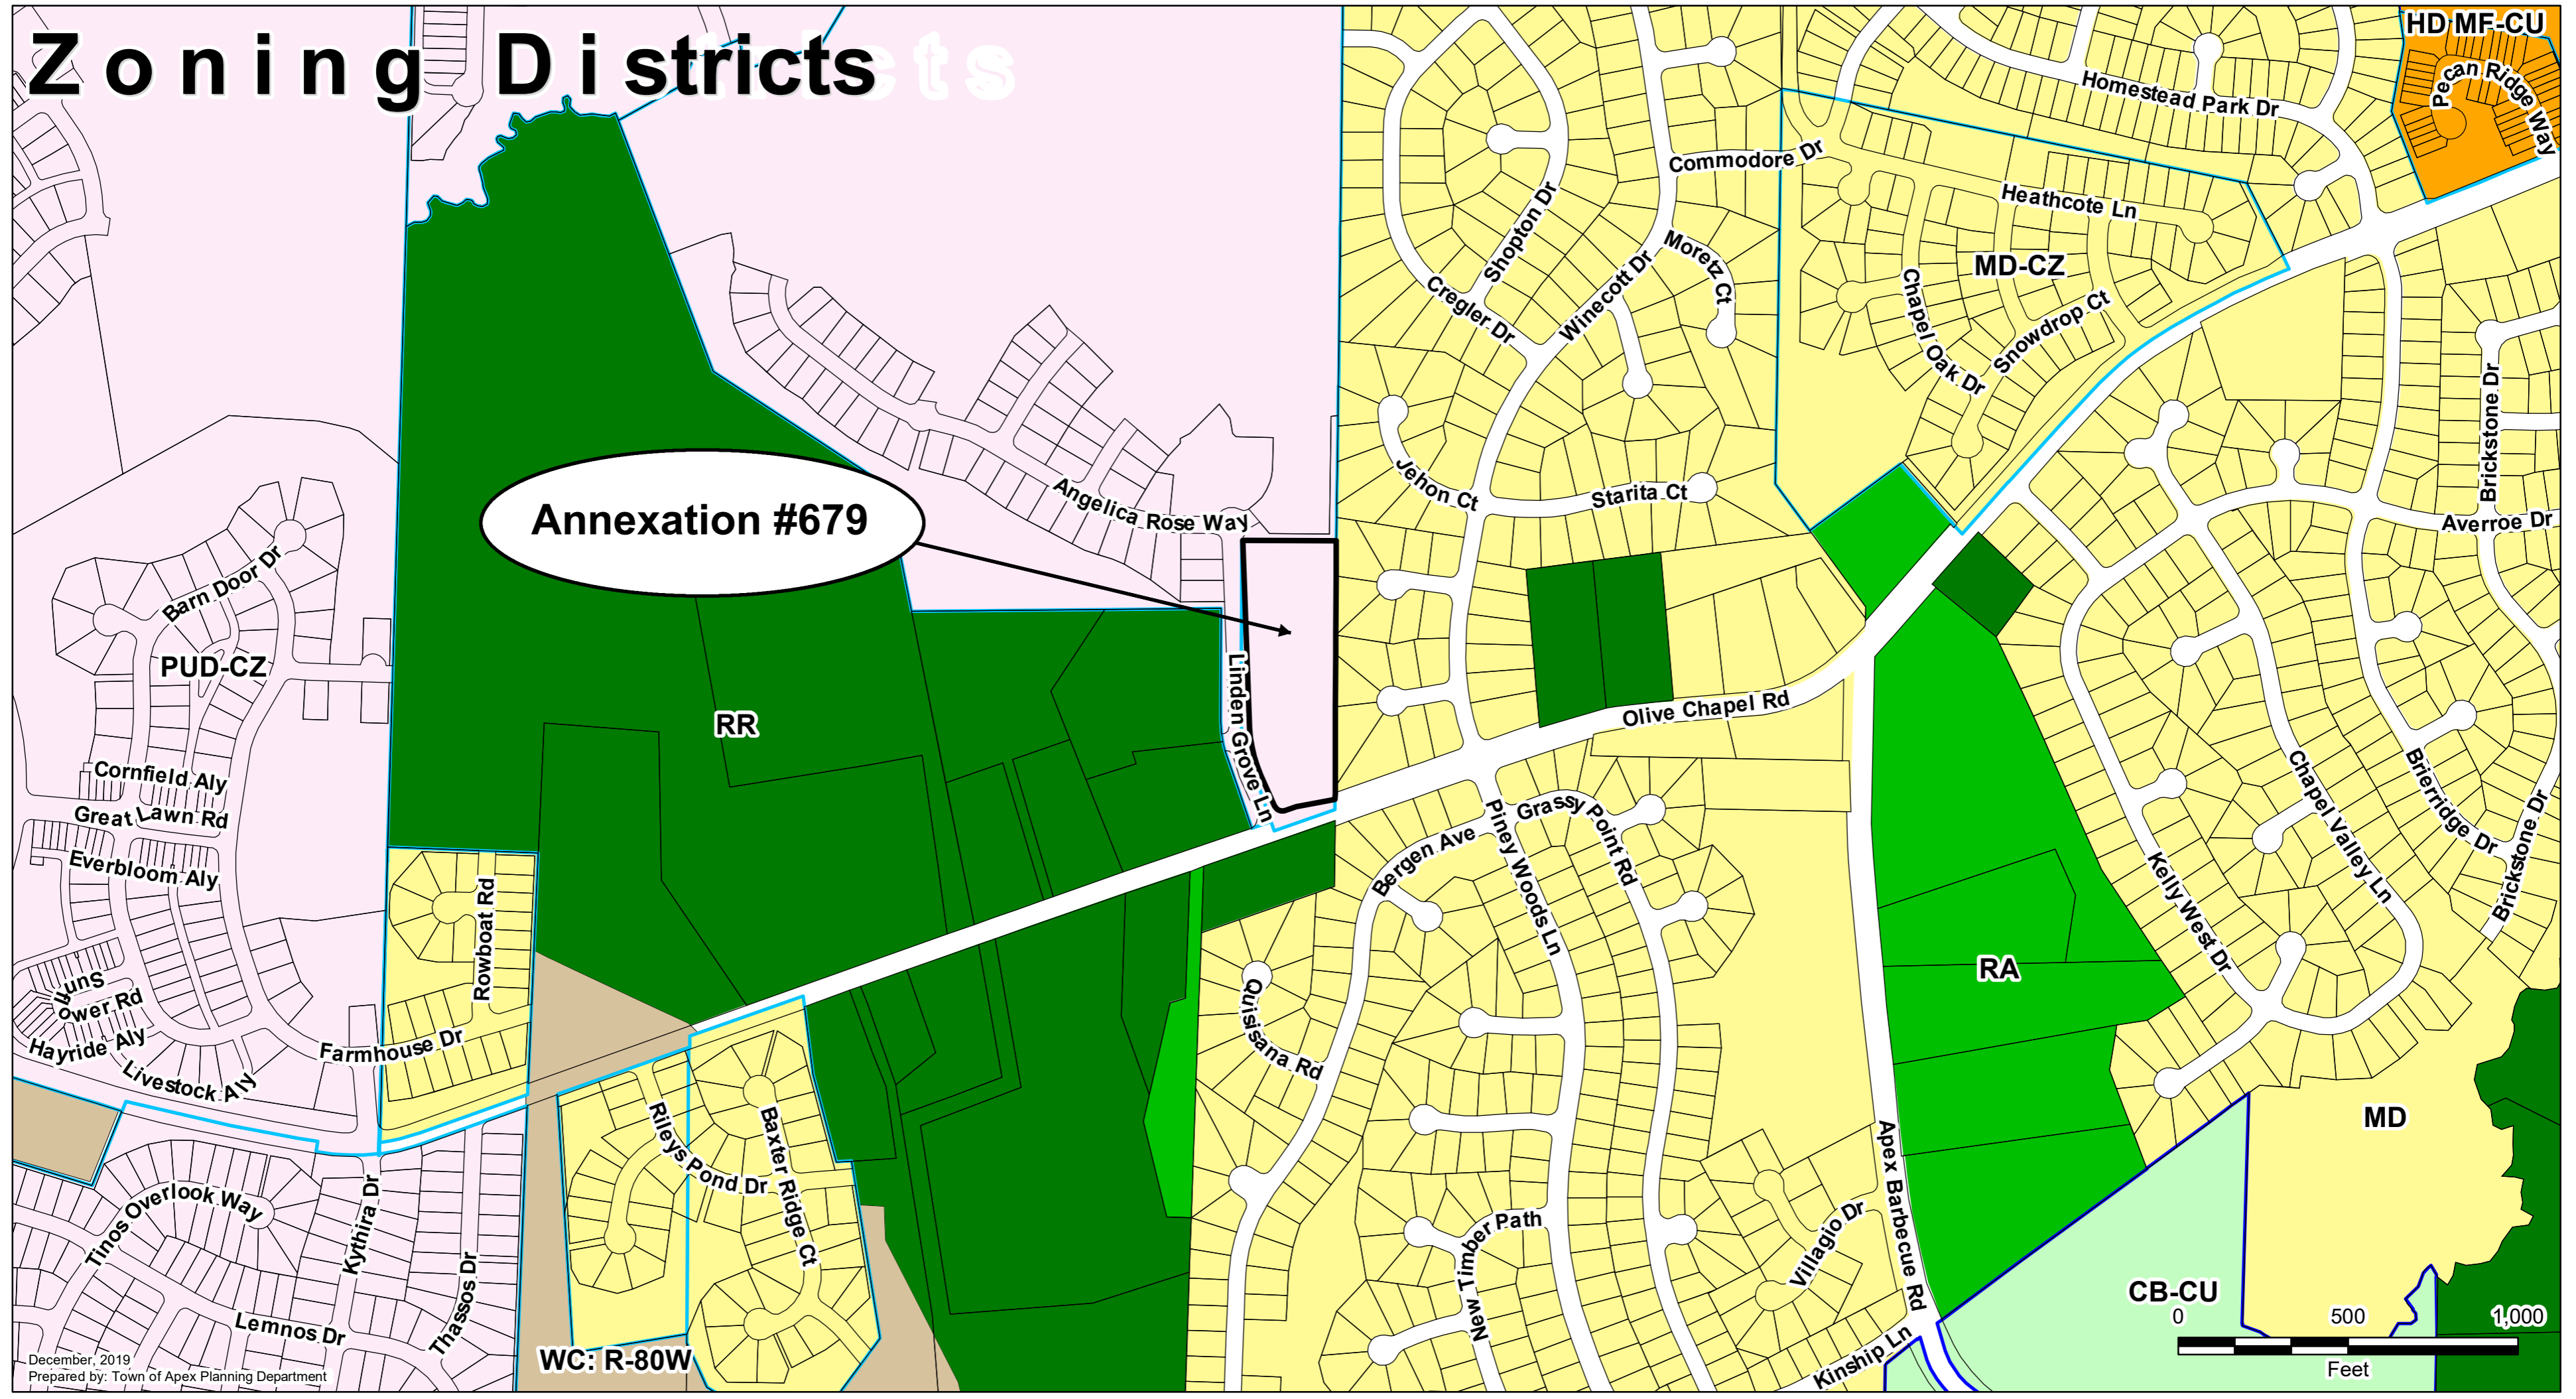 Zoning Districts
HD MF-CU
Pecan Ridge Way
Homestead Park Dr
Commodore Dr
Heathcote Ln
Shopton Dr
Moretz Ct
Winecott Dr
MD-CZ
Cregler Dr
Chapel Oak Dr
Snowdrop Ct
Brickstone Dr
Jehon Ct
Starita Ct
Angelica Rose Way
Averroe Dr
Annexation #679
Barn Door Dr
PUD-CZ
RR
Linden Grove Ln
Olive Chapel Rd
Cornfield Aly
Great Lawn Rd
Everbloom Aly
Rowboat Rd
Bergen Ave
Piney Woods Ln
Grassy Point Rd
Chapel Valley Ln
Brierridge Dr
Brickstone Dr
Kelly West Dr
RA
Sunfl
ower Rd
Hayride Aly
Farmhouse Dr
Livestock Aly
Quisisana Rd
MD
Rileys Pond Dr
Baxter Ridge Ct
Apex Barbecue Rd
Tinos Overlook Way
Kythira Dr
Thassos Dr
Lemnos Dr
New Timber Path
Villagio Dr
Kinship Ln
CB-CU
0 500 1,000
Feet
WC: R-80W
December, 2019
Prepared by: Town of Apex Planning Department